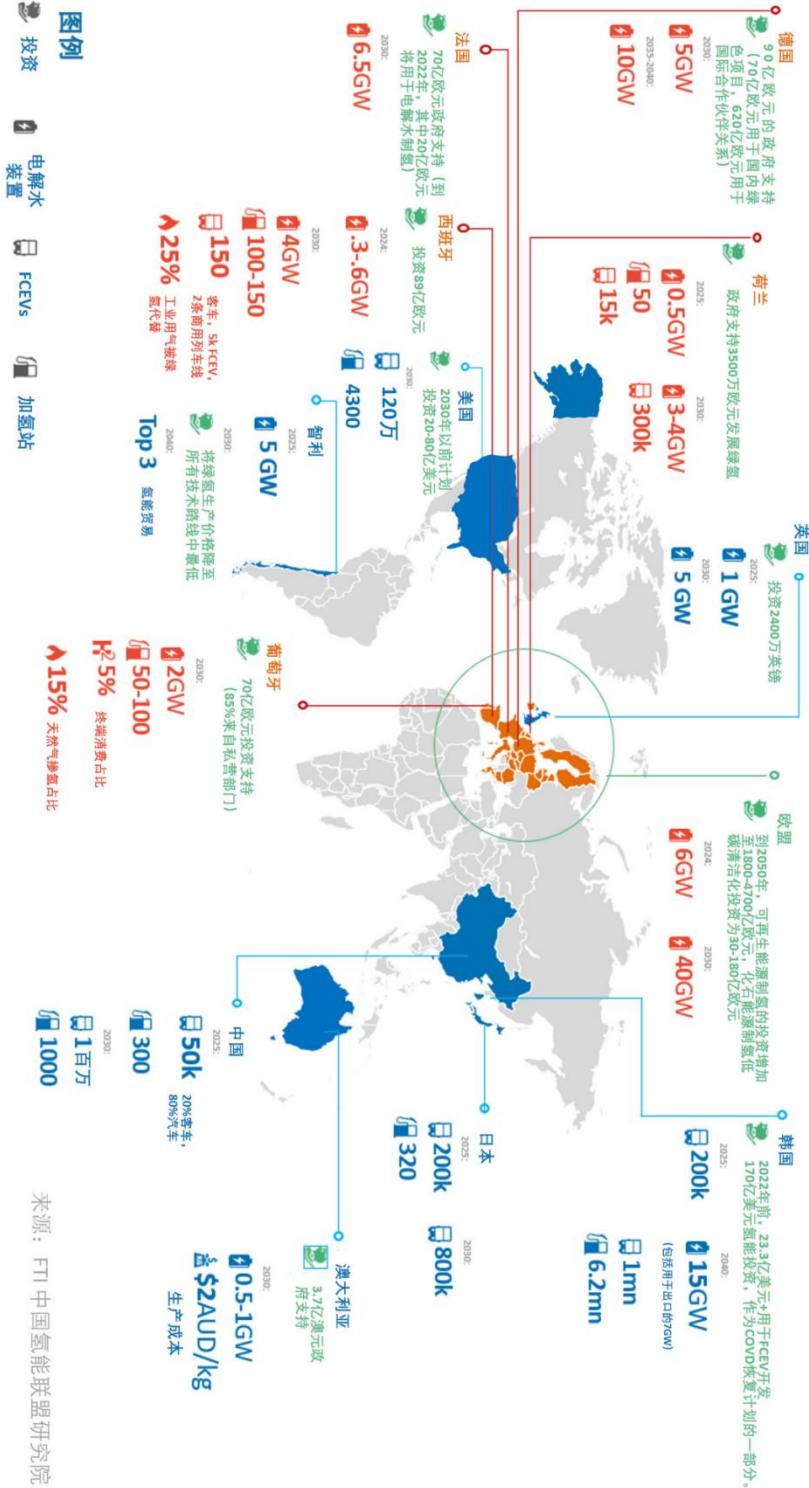 德国
90亿欧元的政府支持
(70亿欧元用于国内绿
色项目，620亿欧元用于
国际合作伙伴关系)
2030:
5GW
2035-2040:
10GW
荷兰
政府支持3500万欧元发展绿氢
2025:
0.5GW
50
15k
2030:
3-4GW
300k
英国
投资2400万英镑
2025:
1 GW
2030:
5 GW
欧盟
到2050年，可再生能源制氢的投资增加
至1800-4700亿欧元，化石能源制氢低
碳清洁化投资为30-180亿欧元
2024:
6GW
2030:
40GW
韩国
2022年前，23.3亿美元+用于FCEV开发
170亿美元氢能投资，作为COVD恢复计划的一部分。
2025:
200k
2040:
15GW
(包括用于出口的7GW)
1mn
6.2mn
法国
70亿欧元政府支持（到
2022年，其中20亿欧元
将用于电解水制氢)
2030:
6.5GW
西班牙
投资89亿欧元
2024:
.3-.6GW
2030:
4GW
100-150
150
客车，5k FCEV，
2条商用列车线
25%
工业用气被绿
氢代替
美国
2030年以前计划
投资20-80亿美元
2030:
120万
4300
智利
2025:
5 GW
2030:
将绿氢生产价格降至
所有技术路线中最低
2040:
Top 3
氢能贸易
葡萄牙
70亿欧元投资支持
(85%来自私营部门)
2030:
2GW
50-100
5%
终端消费占比
15%
天然气掺氢占比
中国
2025:
50k
20%客车，
80%汽车
300
2030:
1百万
1000
日本
2025:
200k
320
2030:
800k
澳大利亚
3.7亿澳元政
府支持
2030:
0.5-1GW
$2AUD/kg
生产成本
图例
投资
电解水
装置
FCEVs
加氢站
来源：FTI 中国氢能联盟研究院